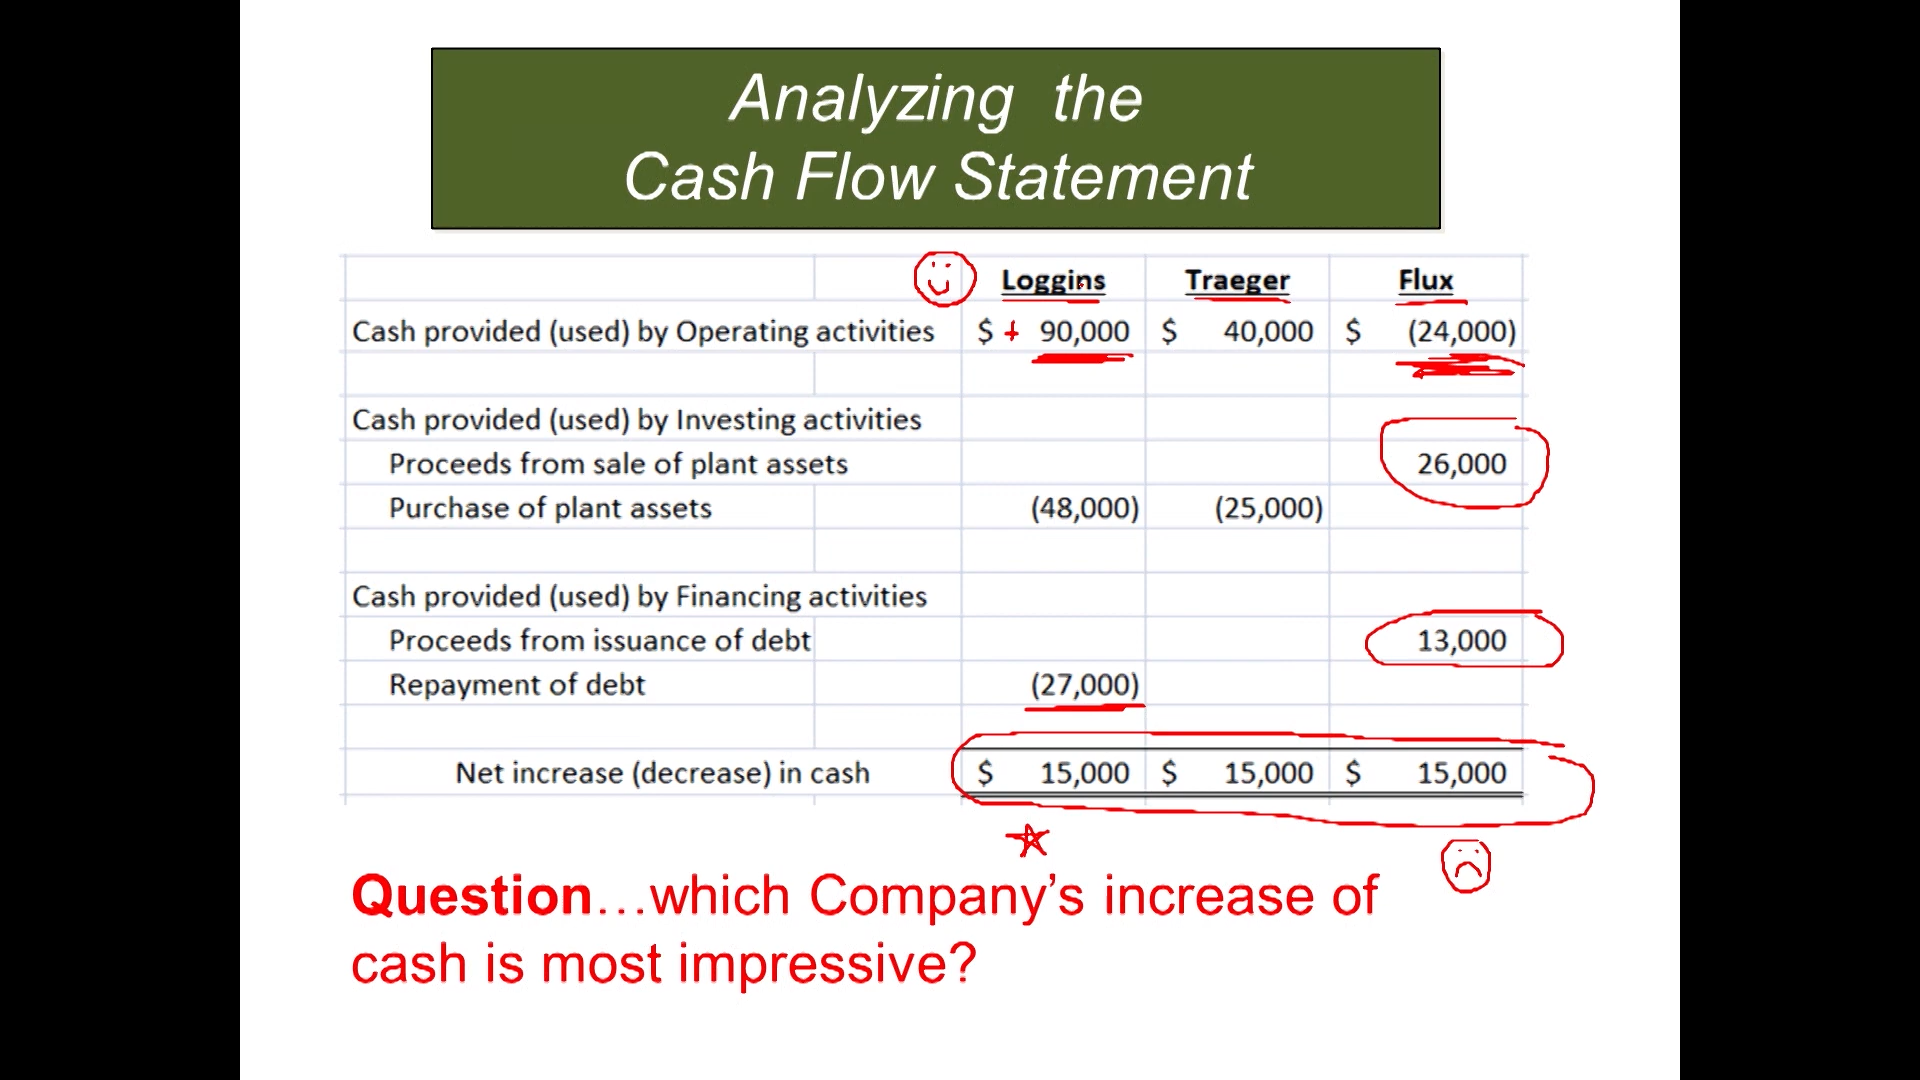 Analyzing the
Cash Flow Statement
Loggins Traeger Flux
Cash provided (used) by Operating activities $ + 90,000 $ 40,000 $ (24,000)
Cash provided (used) by Investing activities
Proceeds from sale of plant assets 26,000
Purchase of plant assets (48,000) (25,000)
Cash provided (used) by Financing activities
Proceeds from issuance of debt 13,000
Repayment of debt (27,000)
Net increase (decrease) in cash $ 15,000 $ 15,000 $ 15,000
Question…which Company’s increase of
cash is most impressive?